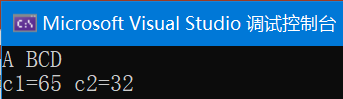 C:\ Microsoft Visual Studio 调试控制台
A BCD
c1=65 c2=32